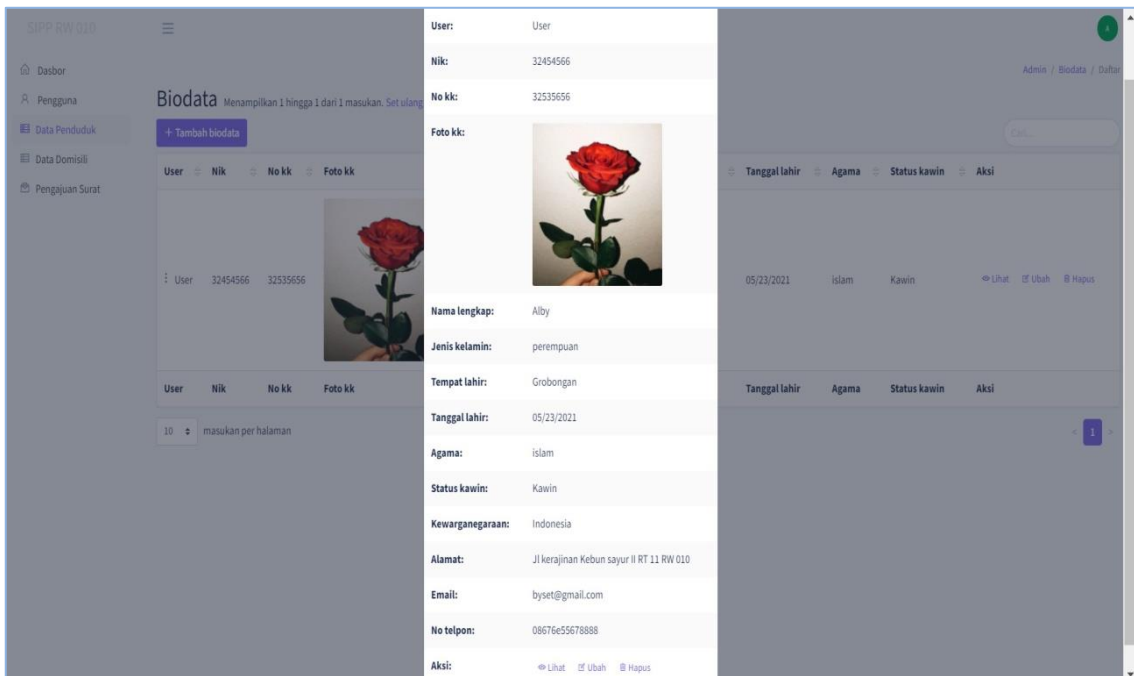 SIPP RW 010
A
Dasbor
Pengguna
Data Penduduk
Data Domisili
Pengajuan Surat
Admin / Biodata / Daftar
Biodata Menampilkan 1 hingga 1 dari 1 masukan. Set ulang
+ Tambah biodata
Cari...
User Nik No kk Foto kk Tanggal lahir Agama Status kawin Aksi
User 32454566 32535656 05/23/2021 islam Kawin Lihat Ubah Hapus
User Nik No kk Foto kk Tanggal lahir Agama Status kawin Aksi
10 masukan per halaman
« 1 »
User: User
Nik: 32454566
No kk: 32535656
Foto kk:
Nama lengkap: Alby
Jenis kelamin: perempuan
Tempat lahir: Grobongan
Tanggal lahir: 05/23/2021
Agama: islam
Status kawin: Kawin
Kewarganegaraan: Indonesia
Alamat: Jl kerajinan Kebun sayur II RT 11 RW 010
Email: byset@gmail.com
No telpon: 08676e55678888
Aksi: Lihat Ubah Hapus